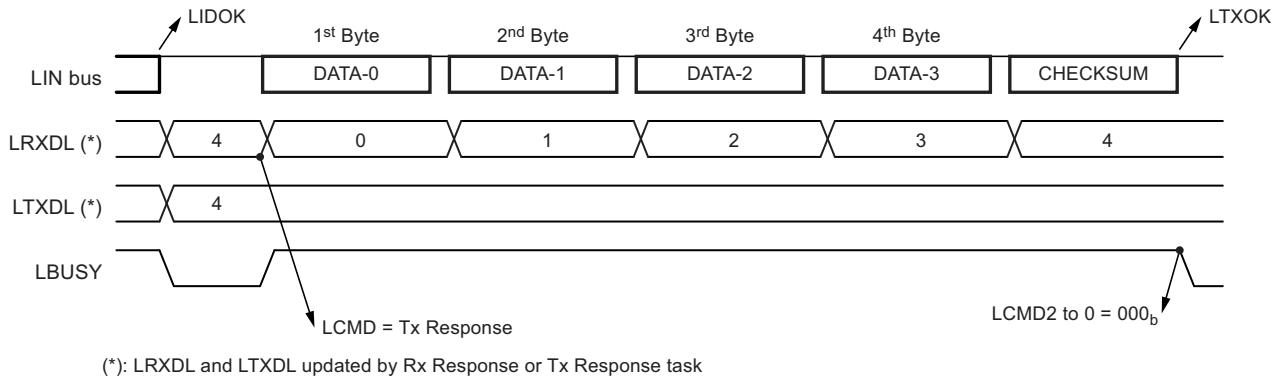 LIDOK
LTXOK
1st Byte 2nd Byte 3rd Byte 4th Byte
LIN bus DATA-0 DATA-1 DATA-2 DATA-3 CHECKSUM
LRXDL (*) 4 0 1 2 3 4
LTXDL (*) 4
LBUSY
LCMD = Tx Response
LCMD2 to 0 = 000b
(*): LRXDL and LTXDL updated by Rx Response or Tx Response task